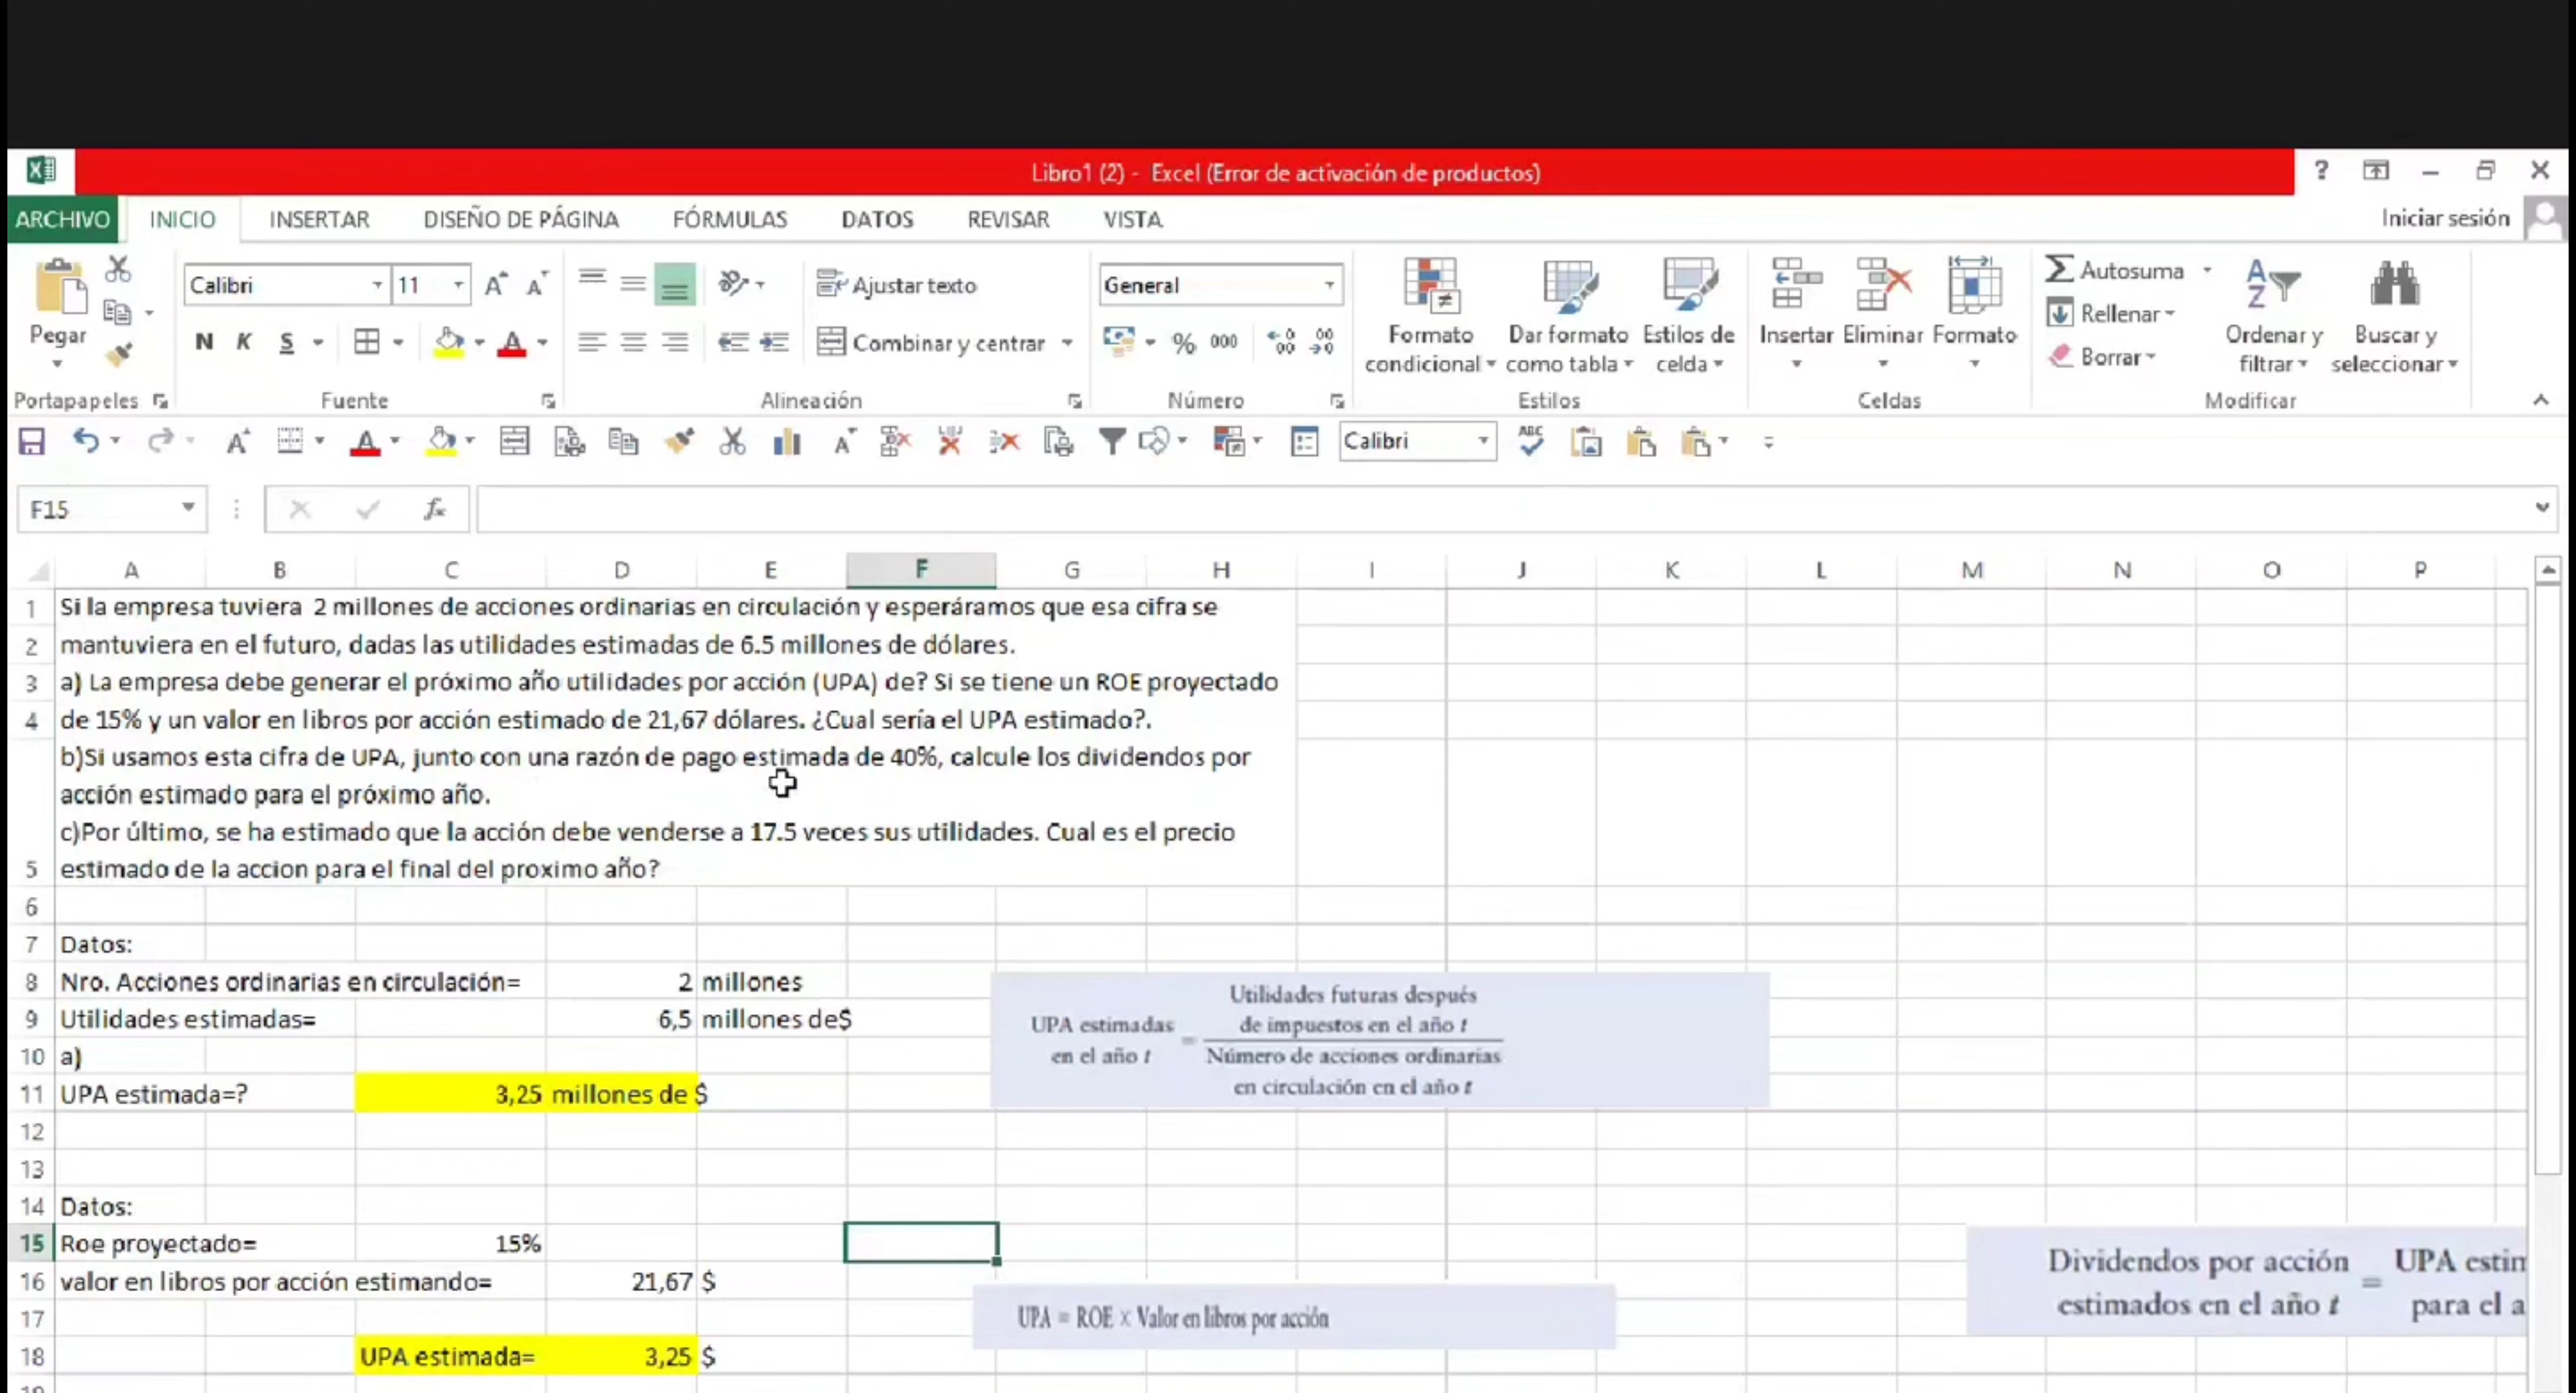 Libro1 (2) - Excel (Error de activación de productos)
?
ARCHIVO INICIO INSERTAR DISEÑO DE PÁGINA FÓRMULAS DATOS REVISAR VISTA Iniciar sesión
Pegar
Calibri 11
Ajustar texto
General
N K S
Combinar y centrar
% 000
Formato condicional
Dar formato como tabla
Estilos de celda
Insertar Eliminar Formato
Autosuma
Rellenar
Borrar
Ordenar y filtrar
Buscar y seleccionar
Portapapeles Fuente Alineación Número Estilos Celdas Modificar
Calibri
F15
fx
A B C D E F G H I J K L M N O P
1 Si la empresa tuviera 2 millones de acciones ordinarias en circulación y esperáramos que esa cifra se
2 mantuviera en el futuro, dadas las utilidades estimadas de 6.5 millones de dólares.
3 a) La empresa debe generar el próximo año utilidades por acción (UPA) de? Si se tiene un ROE proyectado
4 de 15% y un valor en libros por acción estimado de 21,67 dólares. ¿Cual sería el UPA estimado?.
b)Si usamos esta cifra de UPA, junto con una razón de pago estimada de 40%, calcule los dividendos por
acción estimado para el próximo año.
c)Por último, se ha estimado que la acción debe venderse a 17.5 veces sus utilidades. Cual es el precio
5 estimado de la accion para el final del proximo año?
6
7 Datos:
8 Nro. Acciones ordinarias en circulación= 2 millones
9 Utilidades estimadas= 6,5 millones de$
10 a)
11 UPA estimada=? 3,25 millones de $
12
13
14 Datos:
15 Roe proyectado= 15%
16 valor en libros por acción estimando= 21,67 $
17
18 UPA estimada= 3,25 $
UPA estimadas
en el año t
=
Utilidades futuras después
de impuestos en el año t
Número de acciones ordinarias
en circulación en el año t
UPA = ROE × Valor en libros por acción
Dividendos por acción
estimados en el año t
=
UPA estim
para el a